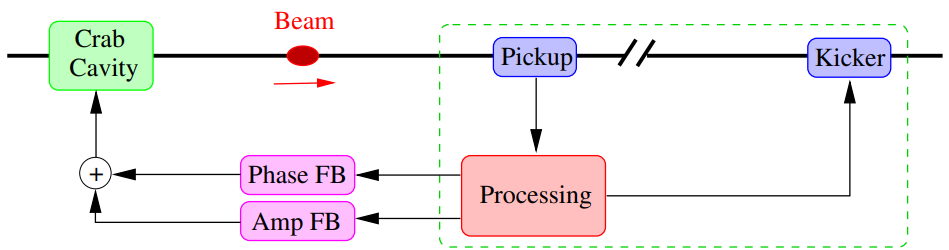 Beam
Crab
Cavity
Pickup
Kicker
+
Phase FB
Processing
Amp FB